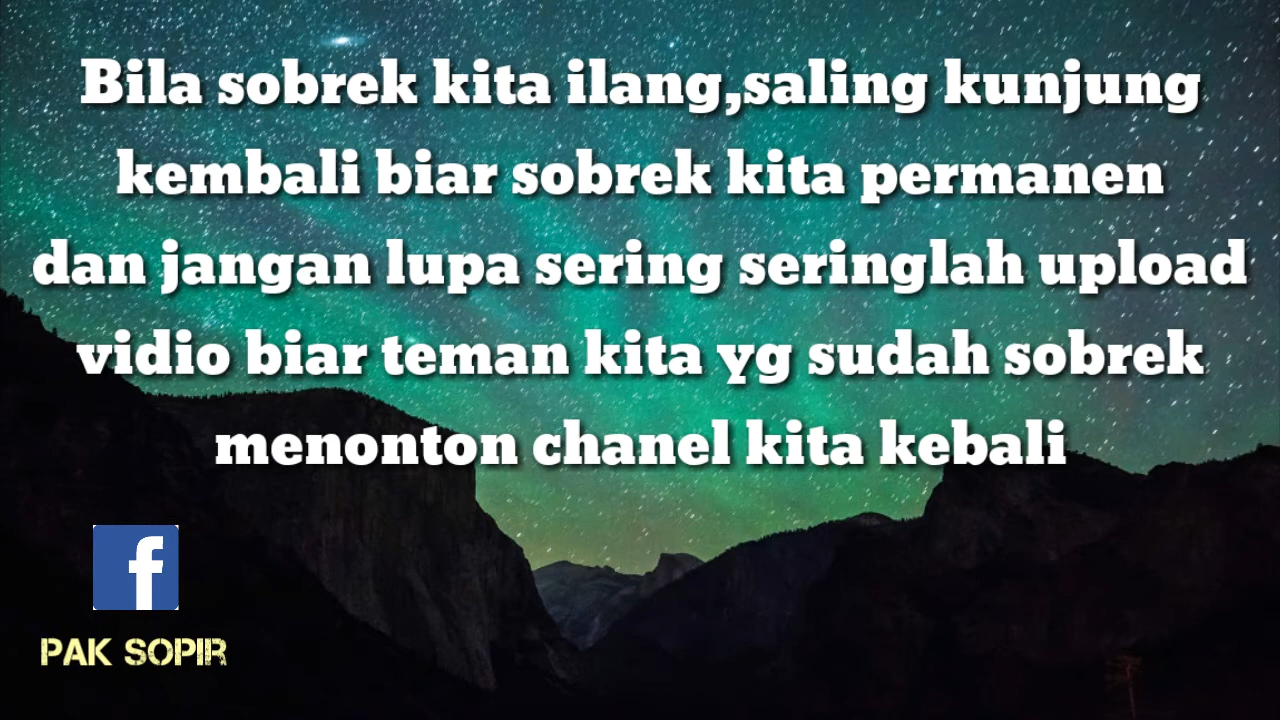 Bila sobrek kita ilang,saling kunjung
kembali biar sobrek kita permanen
dan jangan lupa sering seringlah upload
vidio biar teman kita yg sudah sobrek
menonton chanel kita kebali
f
PAK SOPIR